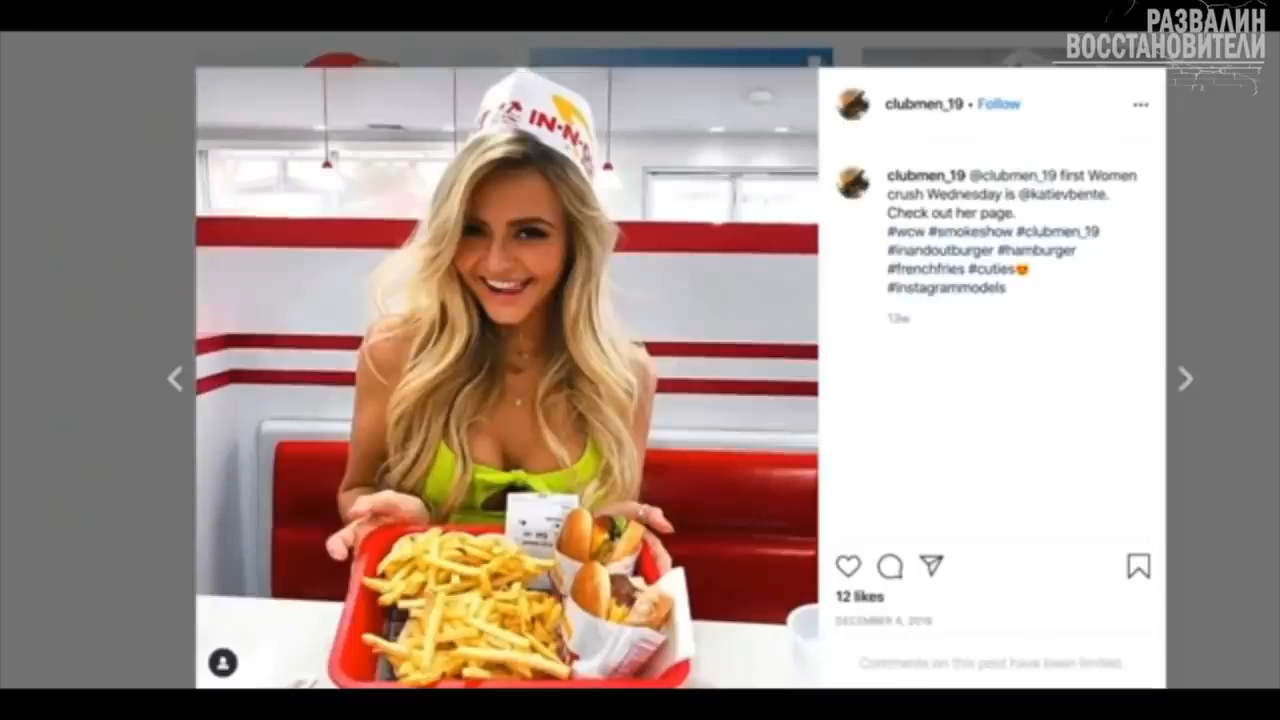 РАЗВАЛИН
ВОССТАНОВИТЕЛИ
IN-N-
clubmen_19 • Follow
clubmen_19 @clubmen_19 first Women
crush Wednesday is @katievbente.
Check out her page.
#wcw #smokeshow #clubmen_19
#inandoutburger #hamburger
#frenchfries #cuties😍
#instagrammodels
13w
12 likes
DECEMBER 4, 2019
Comments on this post have been limited